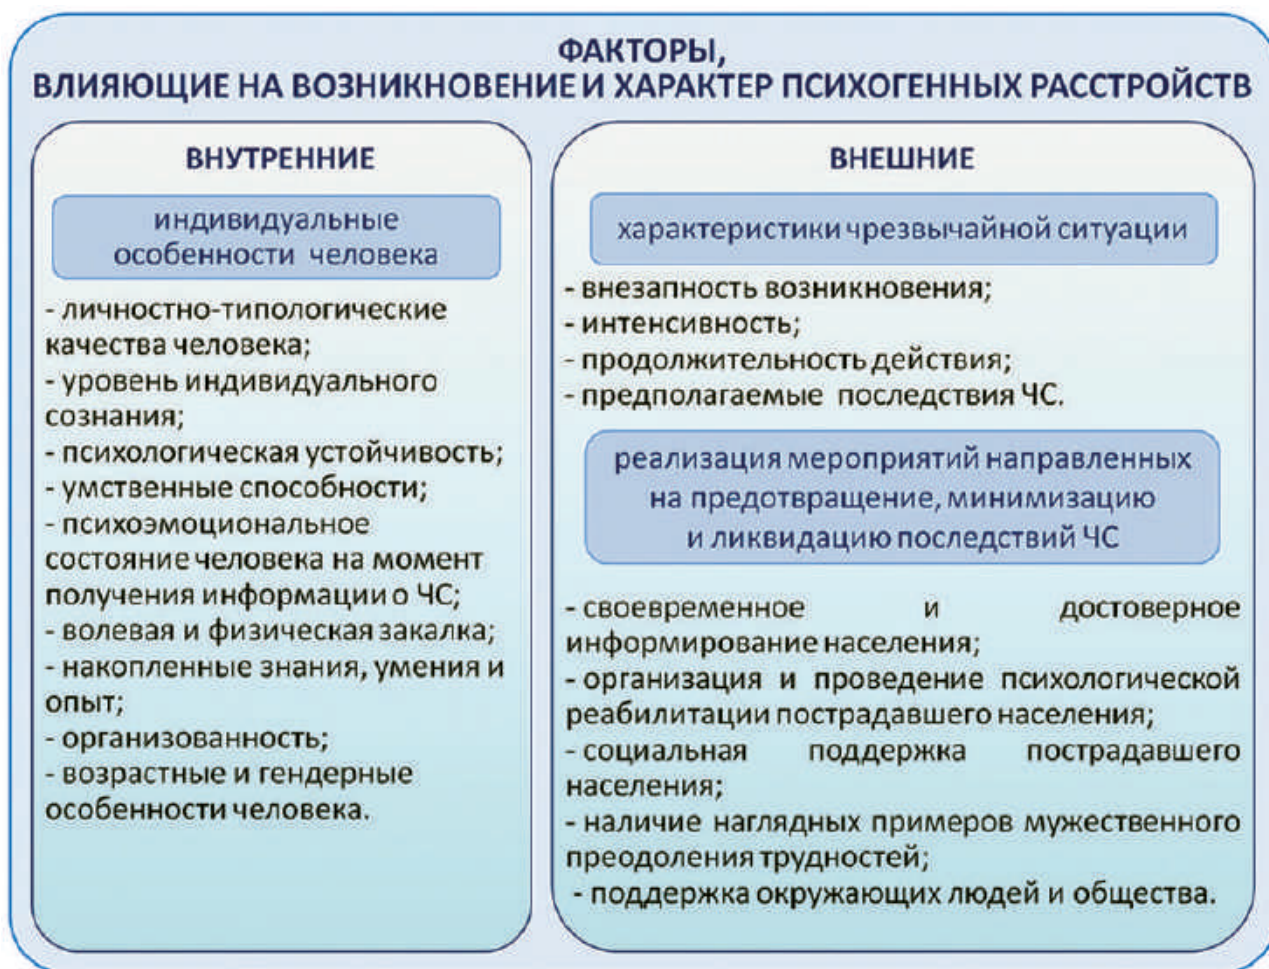 ФАКТОРЫ,
ВЛИЯЮЩИЕ НА ВОЗНИКНОВЕНИЕ И ХАРАКТЕР ПСИХОГЕННЫХ РАССТРОЙСТВ
ВНУТРЕННИЕ
индивидуальные
особенности человека
- личностно-типологические
качества человека;
- уровень индивидуального
сознания;
- психологическая устойчивость;
- умственные способности;
- психоэмоциональное
состояние человека на момент
получения информации о ЧС;
- волевая и физическая закалка;
- накопленные знания, умения и
опыт;
- организованность;
- возрастные и гендерные
особенности человека.
ВНЕШНИЕ
характеристики чрезвычайной ситуации
- внезапность возникновения;
- интенсивность;
- продолжительность действия;
- предполагаемые последствия ЧС.
реализация мероприятий направленных
на предотвращение, минимизацию
и ликвидацию последствий ЧС
- своевременное и достоверное
информирование населения;
- организация и проведение психологической
реабилитации пострадавшего населения;
- социальная поддержка пострадавшего
населения;
- наличие наглядных примеров мужественного
преодоления трудностей;
- поддержка окружающих людей и общества.